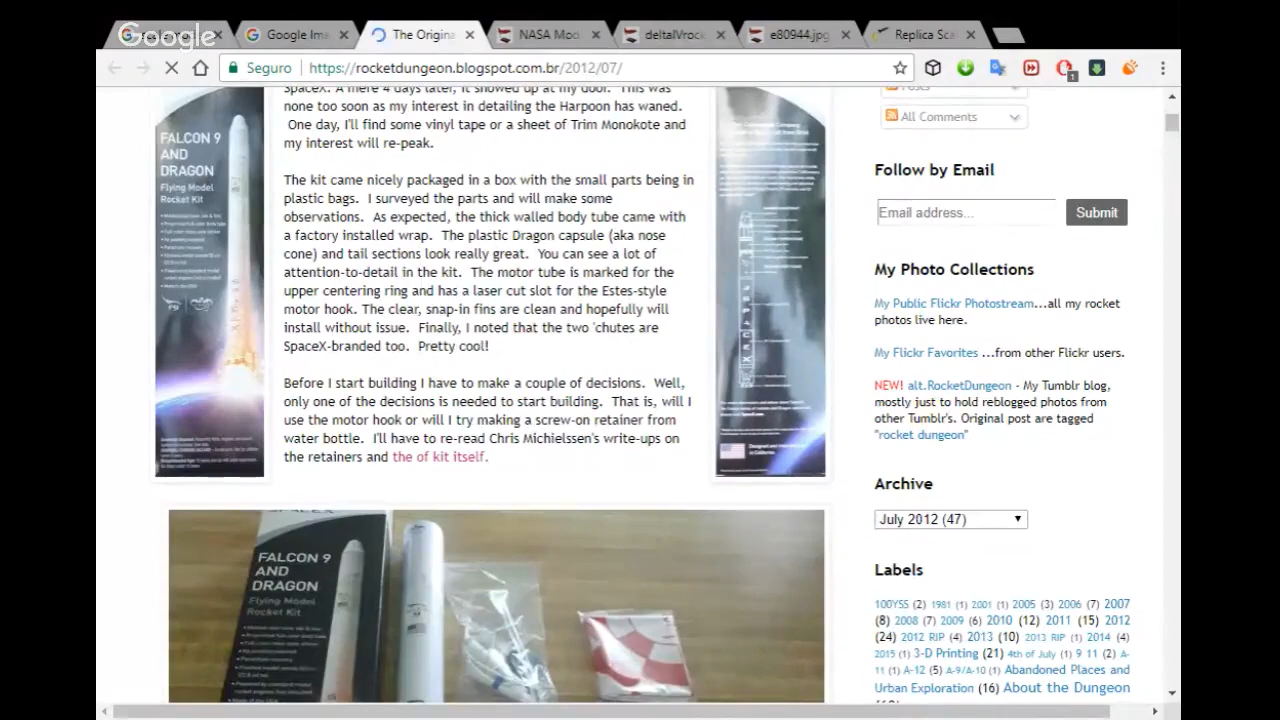 Google
Google Ima
The Origina
NASA Mod
deltaIVrock
e80944.jpg
Replica Sca
Seguro
https://rocketdungeon.blogspot.com.br/2012/07/
SpaceX. A mere 4 days later, it showed up at my door. This was
none too soon as my interest in detailing the Harpoon has waned.
One day, I'll find some vinyl tape or a sheet of Trim Monokote and
my interest will re-peak.
The kit came nicely packaged in a box with the small parts being in
plastic bags. I surveyed the parts and will make some
observations. As expected, the thick walled body tube came with
a factory installed wrap. The plastic Dragon capsule (aka nose
cone) and tail sections look really great. You can see a lot of
attention-to-detail in the kit. The motor tube is marked for the
upper centering ring and has a laser cut slot for the Estes-style
motor hook. The clear, snap-in fins are clean and hopefully will
install without issue. Finally, I noted that the two 'chutes are
SpaceX-branded too. Pretty cool!
Before I start building I have to make a couple of decisions. Well,
only one of the decisions is needed to start building. That is, will I
use the motor hook or will I try making a screw-on retainer from
water bottle. I'll have to re-read Chris Michielssen's write-ups on
the retainers and the of kit itself.
FALCON 9
AND
DRAGON
Flying Model
Rocket Kit
FALCON 9
AND
DRAGON
Flying Model
Rocket Kit
Posts
All Comments
Follow by Email
Email address...
Submit
My Photo Collections
My Public Flickr Photostream...all my rocket
photos live here.
My Flickr Favorites ...from other Flickr users.
NEW! alt.RocketDungeon - My Tumblr blog,
mostly just to hold reblogged photos from
other Tumblr's. Original post are tagged
"rocket dungeon"
Archive
July 2012 (47)
Labels
100YSS (2) 1981 (1) 2001 (1) 2005 (3) 2006 (7) 2007
(8) 2008 (7) 2009 (6) 2010 (12) 2011 (15) 2012
(24) 2012 RIP (4) 2013 (10) 2013 RIP (1) 2014 (4)
2015 (1) 3-D Printing (21) 4th of July (1) 9 11 (2) A-
11 (1) A-12 (5) A-9/A-10 (1) Abandoned Places and
Urban Exploration (16) About the Dungeon